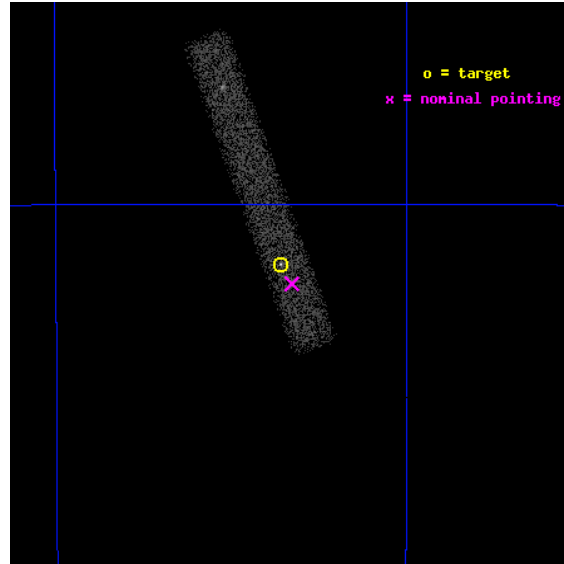 o = target
x = nominal pointing